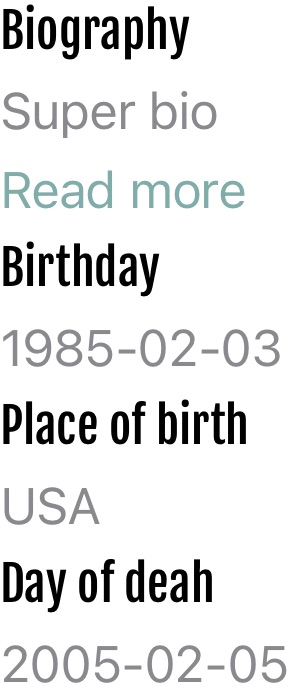 Biography
Super bio
Read more
Birthday
1985-02-03
Place of birth
USA
Day of deah
2005-02-05